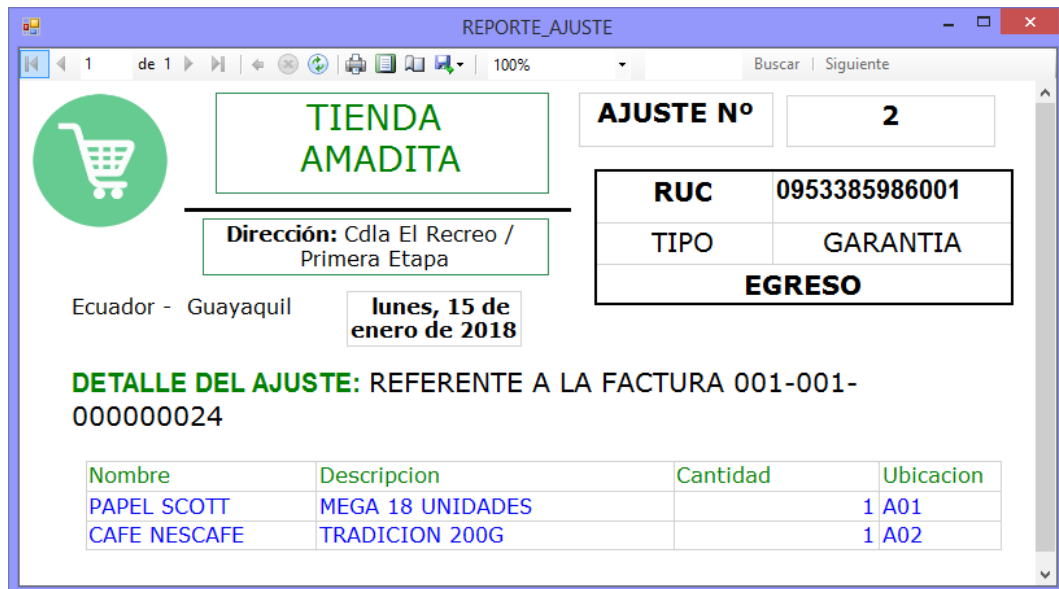 REPORTE_AJUSTE
1 de 1 100% Buscar | Siguiente
TIENDA
AMADITA
AJUSTE Nº 2
RUC 0953385986001
TIPO GARANTIA
EGRESO
Dirección: Cdla El Recreo /
Primera Etapa
Ecuador - Guayaquil
lunes, 15 de
enero de 2018
DETALLE DEL AJUSTE: REFERENTE A LA FACTURA 001-001-
000000024
Nombre Descripcion Cantidad Ubicacion
PAPEL SCOTT MEGA 18 UNIDADES 1 A01
CAFE NESCAFE TRADICION 200G 1 A02